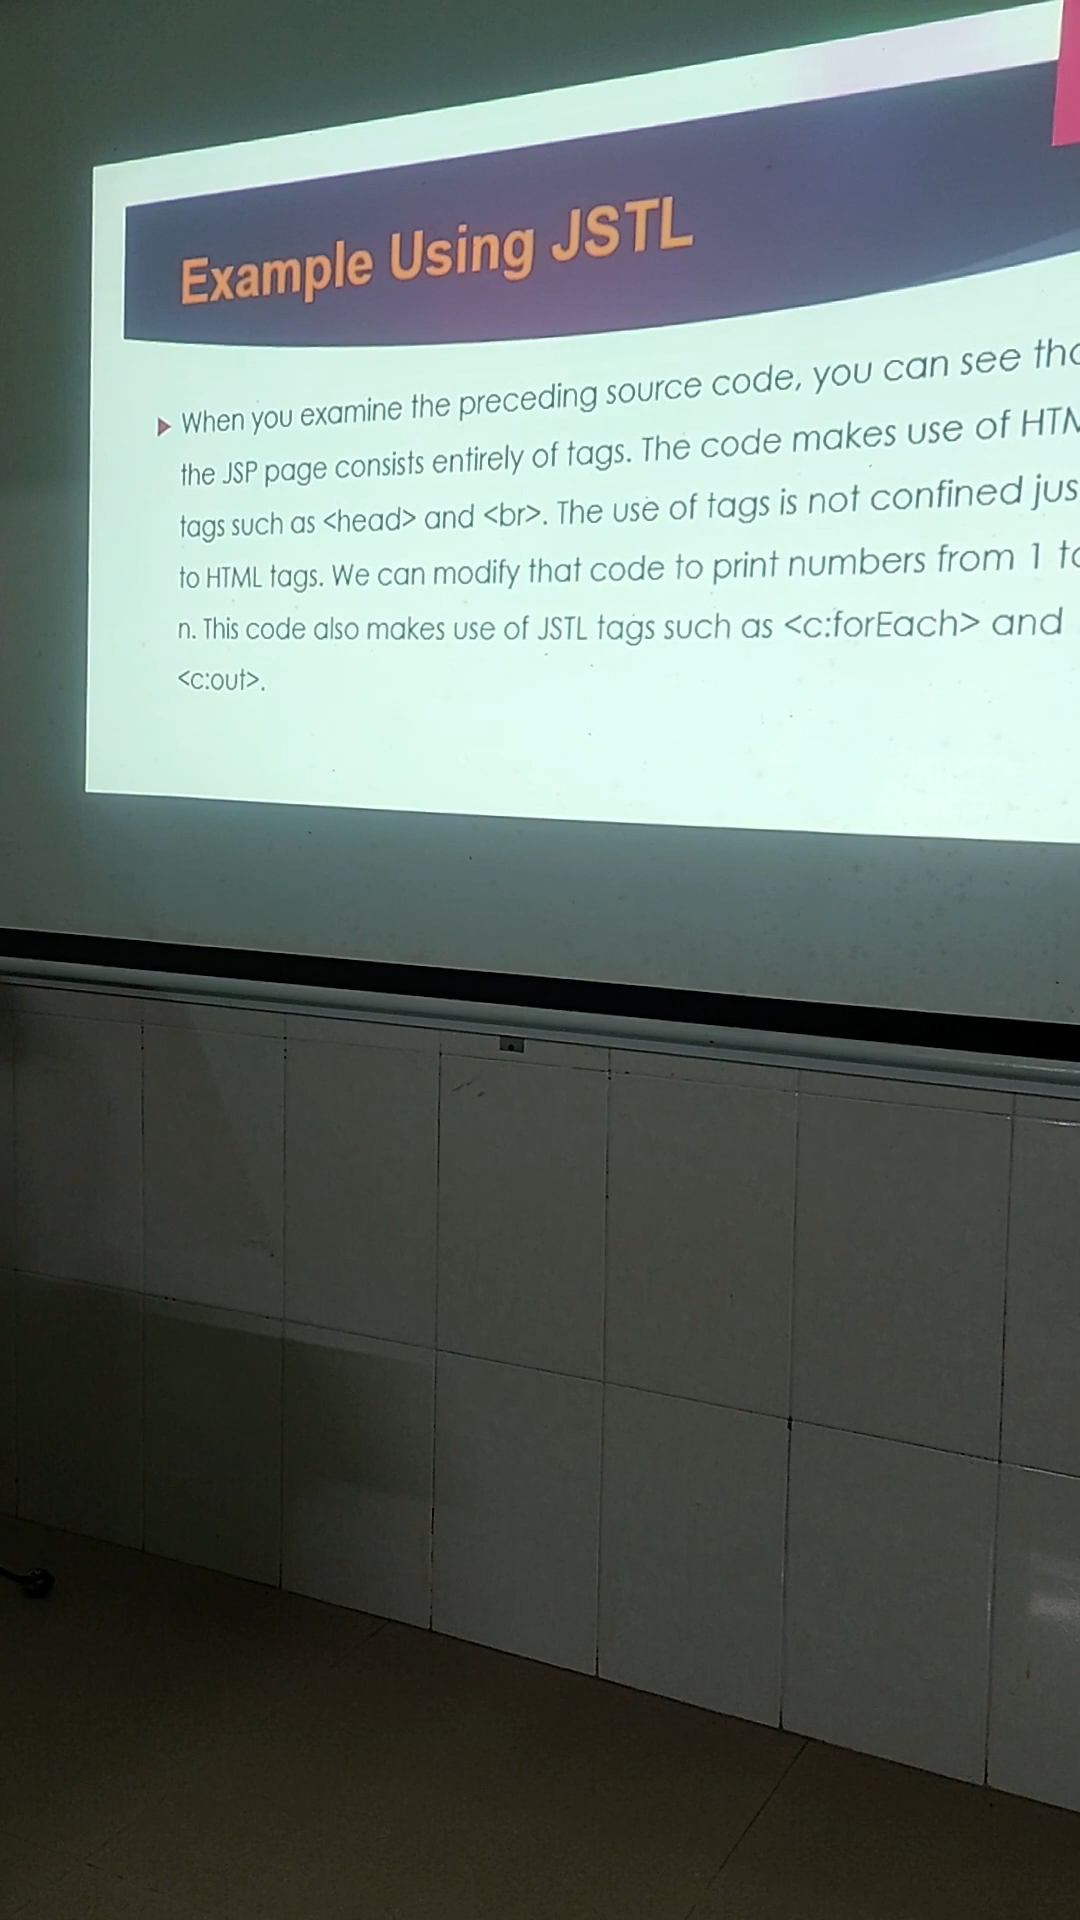 Example Using JSTL
When you examine the preceding source code, you can see
the JSP page consists entirely of tags. The code makes use of
tags such as <head> and <br>. The use of tags is not confined
to HTML tags. We can modify that code to print numbers from 1
n. This code also makes use of JSTL tags such as <c:forEach> and
<c:out>.